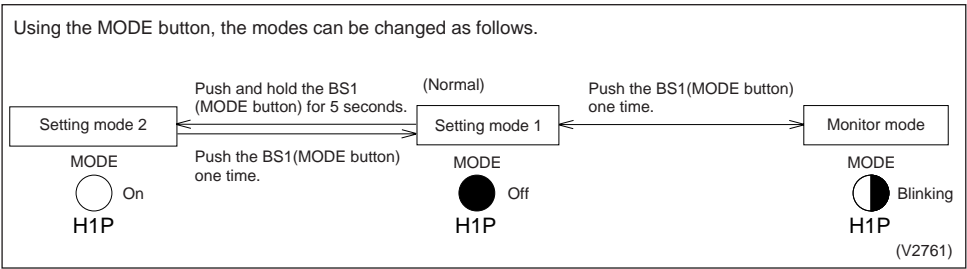 Using the MODE button, the modes can be changed as follows.
Push and hold the BS1
(MODE button) for 5 seconds.
(Normal)
Push the BS1(MODE button)
one time.
Setting mode 2
Setting mode 1
Monitor mode
Push the BS1(MODE button)
one time.
MODE
On
H1P
MODE
Off
H1P
MODE
Blinking
H1P
(V2761)